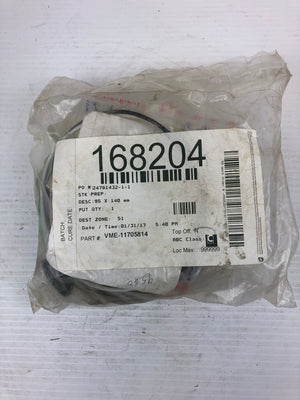 168204
PO # 24701432-1-1
STK PREP:
DESC: 95 X 140 mm
PUT QTY: 1
DEST ZONE: 51
Date / Time: 01/31/17 5:40 PM
PART # VME-11705814
Top Off: N
ABC Class: C
Loc Max: 999999
BATCH
CURE DATE